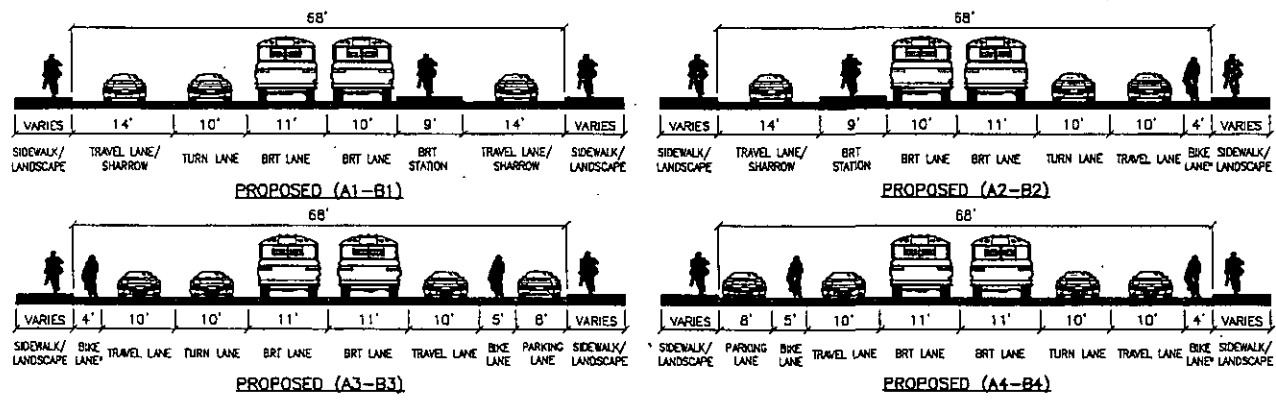 68'
VARIES 14' 10' 11' 10' 9' 14' VARIES
SIDEWALK/ LANDSCAPE TRAVEL LANE/ SHARROW TURN LANE BRT LANE BRT LANE BRT STATION TRAVEL LANE/ SHARROW SIDEWALK/ LANDSCAPE
PROPOSED (A1-B1)
68'
VARIES 14' 9' 10' 11' 10' 10' 4' VARIES
SIDEWALK/ LANDSCAPE TRAVEL LANE/ SHARROW BRT STATION BRT LANE BRT LANE TURN LANE TRAVEL LANE BIKE LANE* SIDEWALK/ LANDSCAPE
PROPOSED (A2-B2)
68'
VARIES 4' 10' 10' 11' 11' 10' 5' 8' VARIES
SIDEWALK/ LANDSCAPE BIKE LANE* TRAVEL LANE TURN LANE BRT LANE BRT LANE TRAVEL LANE BIKE LANE PARKING LANE SIDEWALK/ LANDSCAPE
PROPOSED (A3-B3)
68'
VARIES 8' 5' 10' 11' 11' 10' 10' 4' VARIES
SIDEWALK/ LANDSCAPE PARKING LANE BIKE LANE TRAVEL LANE BRT LANE BRT LANE TURN LANE TRAVEL LANE BIKE LANE* SIDEWALK/ LANDSCAPE
PROPOSED (A4-B4)